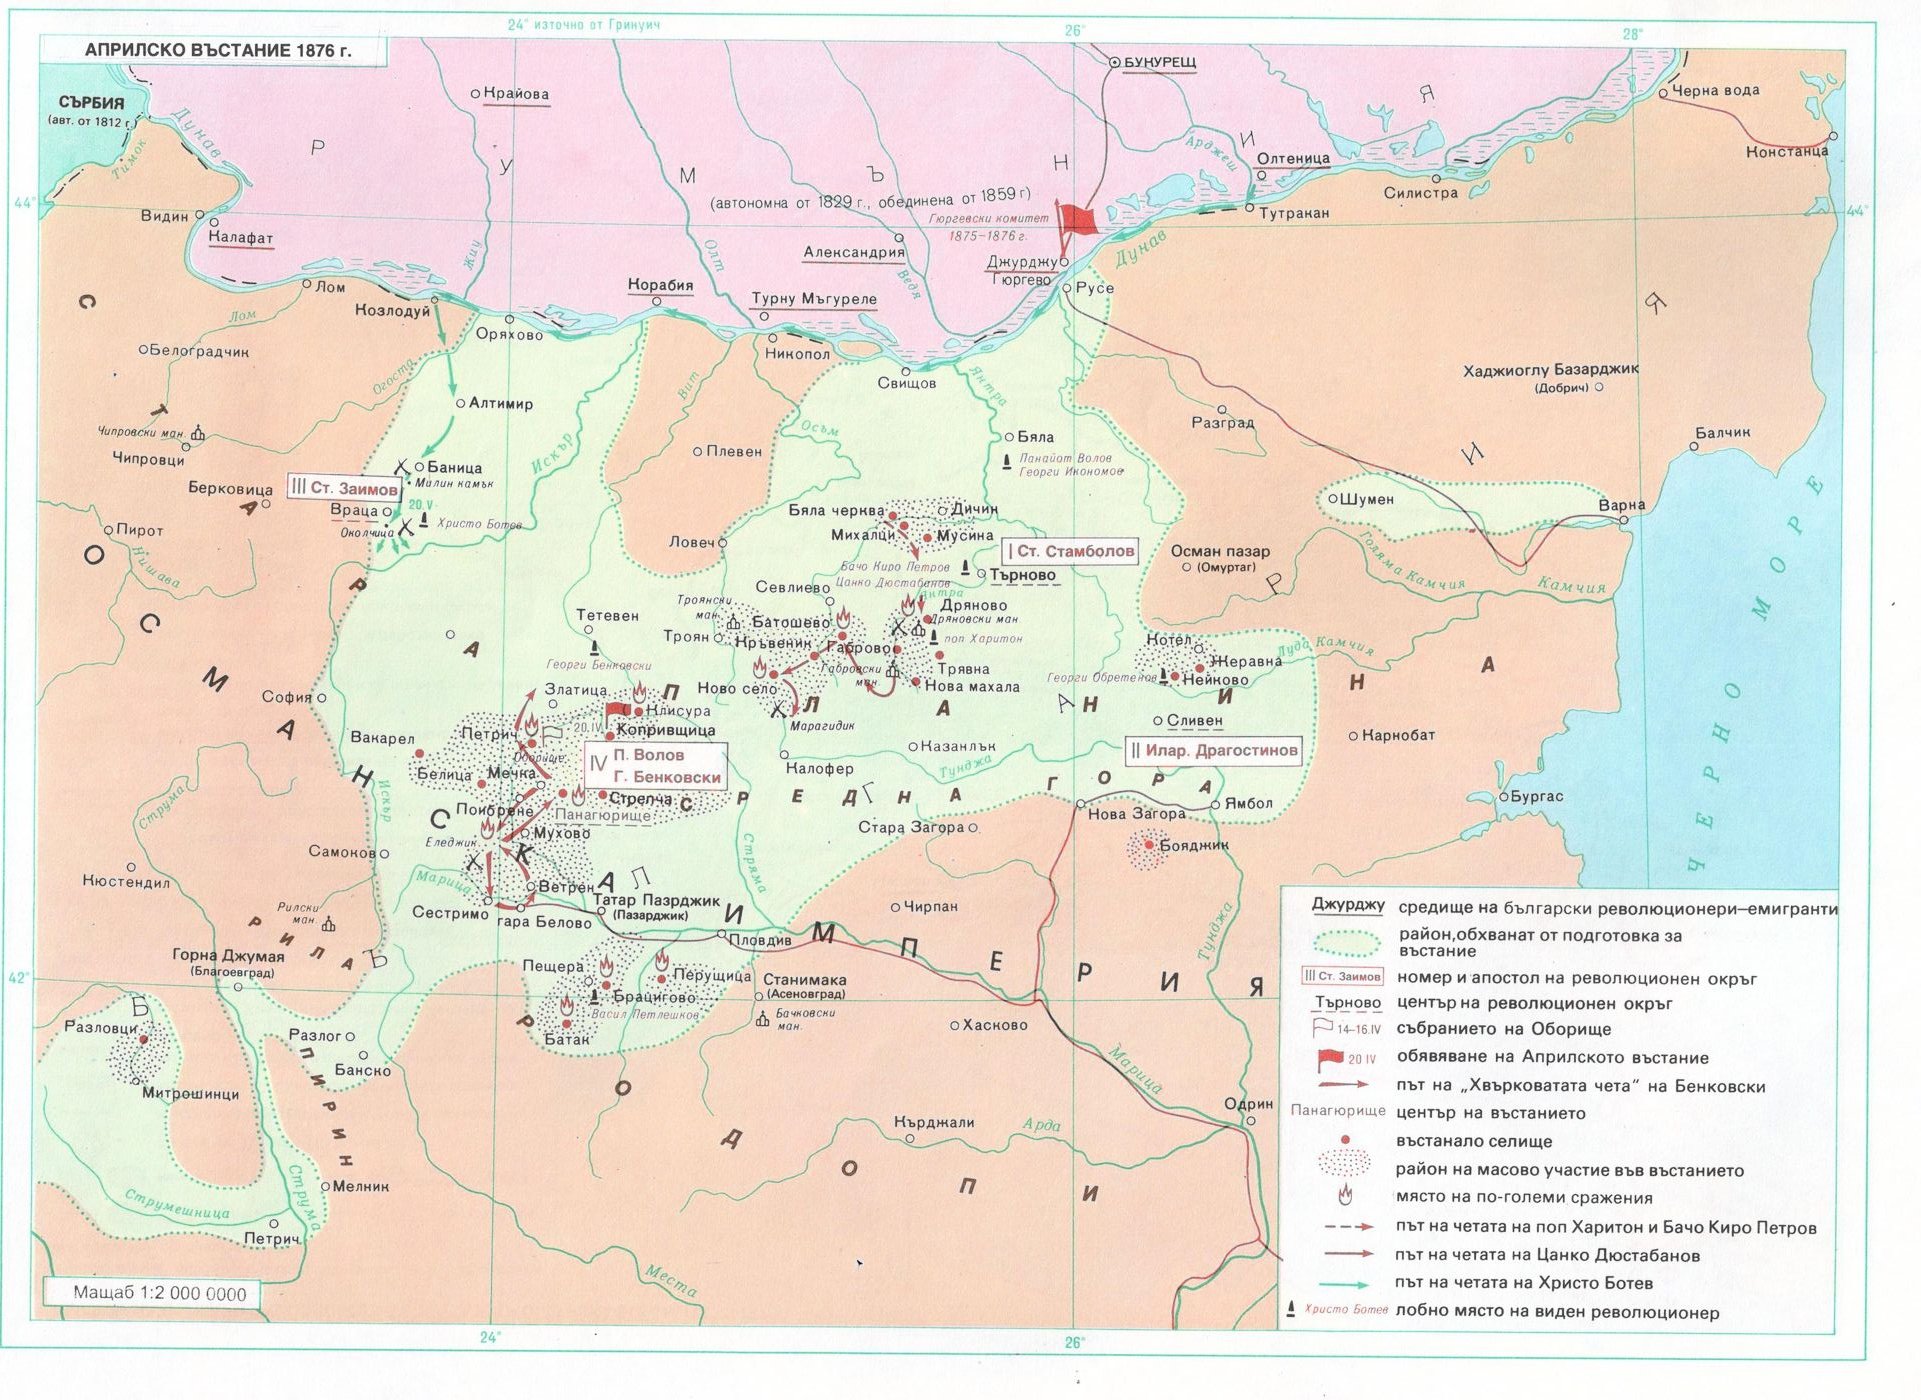 АПРИЛСКО ВЪСТАНИЕ 1876 г.
24° източно от Гринуич
26°
28°
СЪРБИЯ
(авт. от 1812 г.)
Тимок
Дунав
Крайова
БУКУРЕЩ
Черна вода
Констанца
Р У М Ъ Н И Я
(автономна от 1829 г., обединена от 1859 г)
Гюргевски комитет
1875–1876 г.
Арджеш
Олтеница
Силистра
Тутракан
44°
44°
Видин
Калафат
Жиу
Олт
Ведя
Александрия
Джурджу
Гюргево
Дунав
Русе
Лом
Лом
Козлодуй
Оряхово
Корабия
Турну Мъгуреле
Никопол
Свищов
Белоградчик
Огоста
Вит
Янтра
Хаджиоглу Базарджик
(Добрич)
Алтимир
Разград
Балчик
Чипровски ман.
Чипровци
Искър
Осъм
Плевен
Бяла
Панайот Волов
Георги Икономов
Баница
Милин камък
III Ст. Заимов
Берковица
Враца
20.V
Околчица
Христо Ботев
Шумен
Варна
Бяла черква
Дичин
Михалци
Мусина
I Ст. Стамболов
Пирот
Нишава
Ловеч
Бачо Киро Петров
Цанко Дюстабанов
Търново
Осман пазар
(Омуртаг)
Голяма Камчия
Камчия
Севлиево
Янтра
Троянски
ман.
Батошево
Дряново
Дряновски ман
поп Харитон
Тетевен
Троян
Кръвеник
Габрово
Габровски
ман.
Трявна
Нова махала
Георги Бенковски
Котел
Жеравна
Нейково
Георги Обретенов
Луда Камчия
София
Златица
Ново село
Марагидик
Клисура
Вакарел
Петрич
20.IV
Копривщица
Оборище
Сливен
Карнобат
Казанлък
II Илар. Драгостинов
IV П. Волов
Г. Бенковски
Белица
Мечка
Калофер
Тунджа
Стрелча
Поибрене
Панагюрище
С Р Е Д Н А Г О Р А
Струма
Искър
Мухово
Еледжик
Стара Загора
Нова Загора
Ямбол
Бургас
Самоков
Бояджик
Стряма
Кюстендил
Марица
Ветрен
Сестримо
гара Белово
Татар Пазрджик
(Пазарджик)
Чирпан
Пловдив
Рилски
ман.
Р И Л А
Горна Джумая
(Благоевград)
Пещера
Перущица
Брацигово
Васил Петлешков
Батак
Станимака
(Асеновград)
Бачковски
ман.
Хасково
Тунджа
42°
Разловци
Митрошинци
Разлог
Банско
П И Р И Н
Мелник
Струмешница
Струма
Петрич
Места
Кърджали
Арда
Марица
Одрин
О С М А Н С К А И М П Е Р И Я
С Т А Р А П Л А Н И Н А
Б Ъ Л Г А Р И Я
Р О Д О П И
Ч Е Р Н О М О Р Е
Мащаб 1:2 000 0000
24°
26°
Джурджу средище на български революционери–емигранти
район,обхванат от подготовка за
въстание
III Ст. Заимов номер и апостол на революционен окръг
Търново център на революционен окръг
14–16.IV събранието на Оборище
20 IV обявяване на Априлското въстание
път на „Хвърковатата чета“ на Бенковски
Панагюрище център на въстанието
въстанало селище
район на масово участие във въстанието
място на по-големи сражения
път на четата на поп Харитон и Бачо Киро Петров
път на четата на Цанко Дюстабанов
път на четата на Христо Ботев
Христо Ботев лобно място на виден революционер